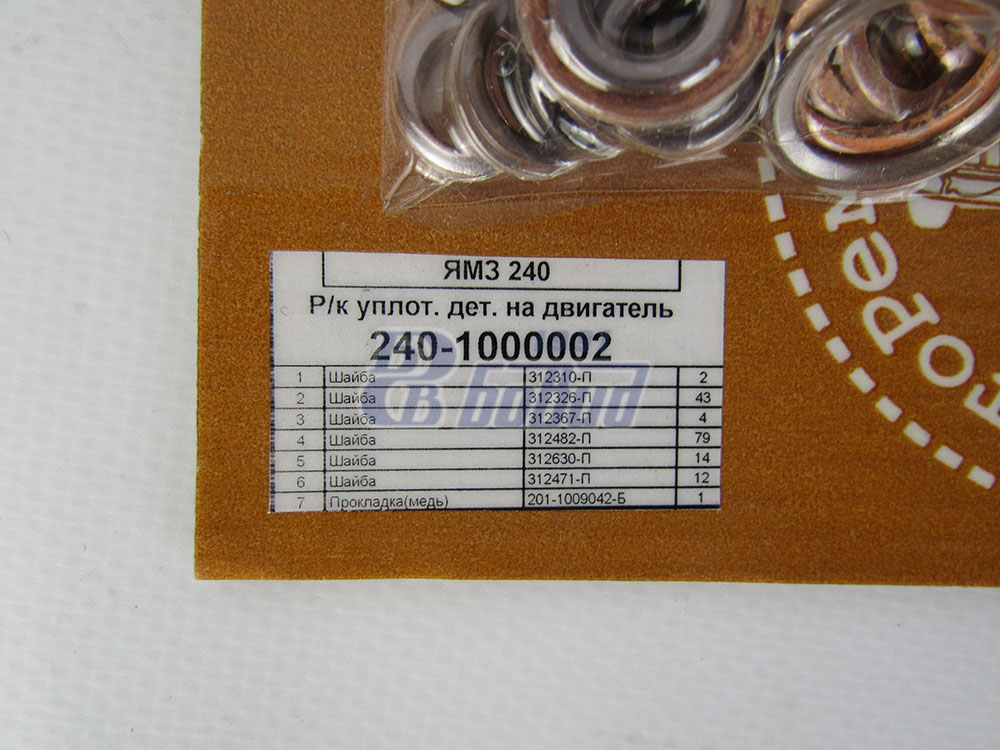 ЯМЗ 240
Р/к уплот. дет. на двигатель
240-1000002
1 Шайба 312310-П 2
2 Шайба 312326-П 43
3 Шайба 312367-П 4
4 Шайба 312482-П 79
5 Шайба 312630-П 14
6 Шайба 312471-П 12
7 Прокладка(медь) 201-1009042-Б 1